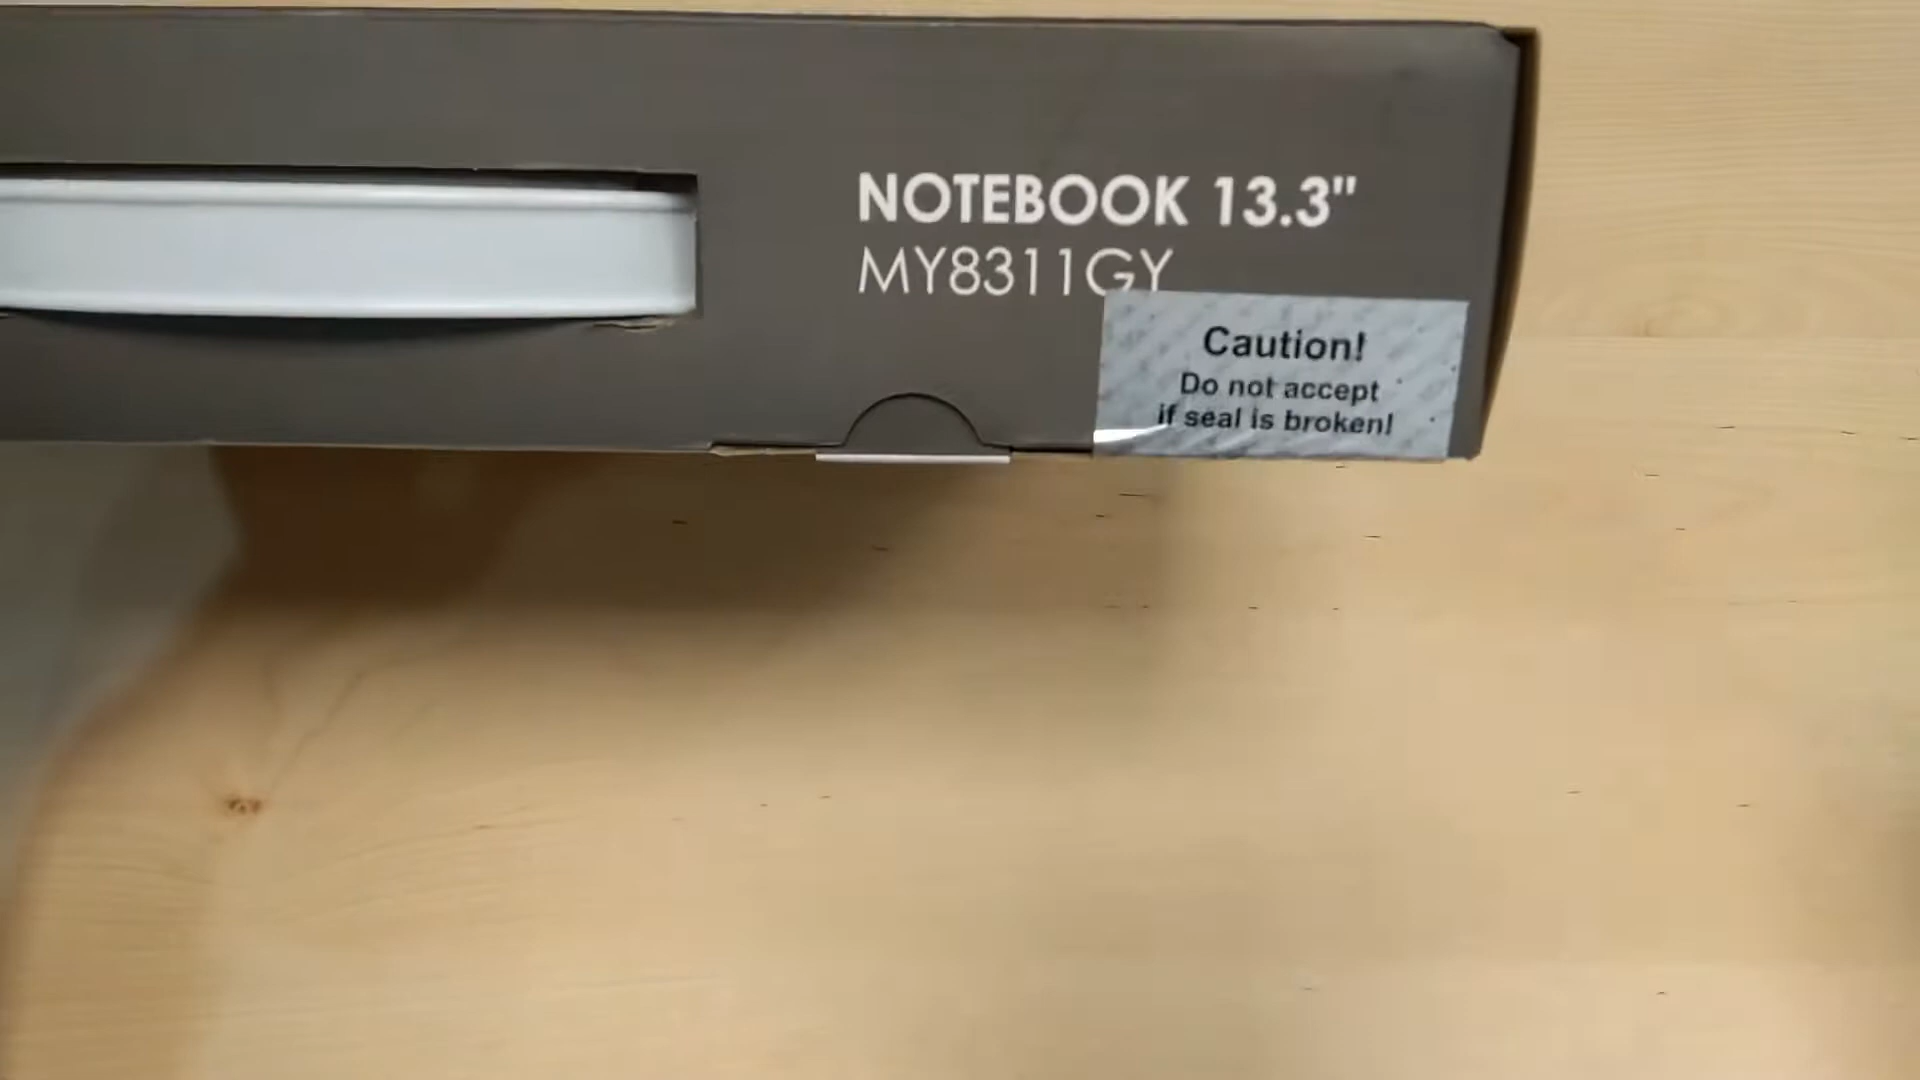 NOTEBOOK 13.3"
MY8311GY
Caution!
Do not accept
if seal is broken!